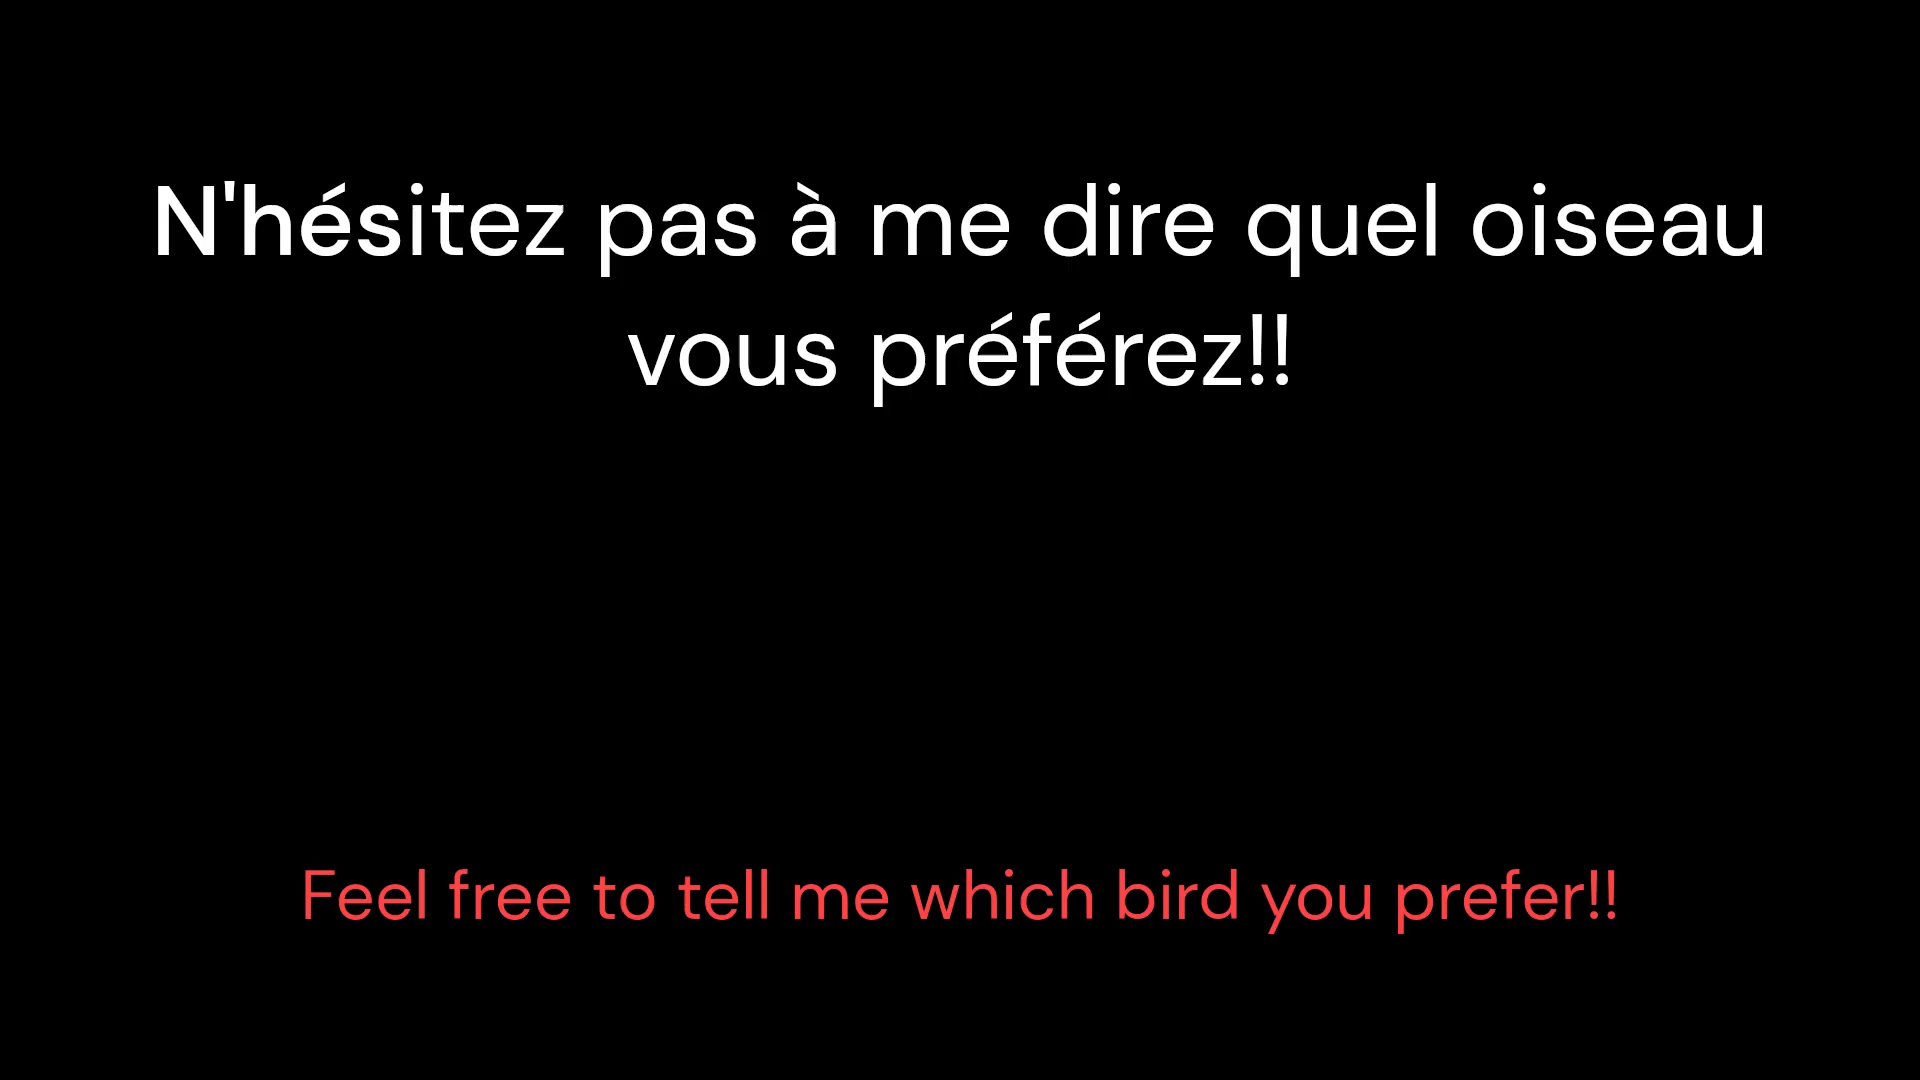 N'hésitez pas à me dire quel oiseau
vous préférez!!
Feel free to tell me which bird you prefer!!